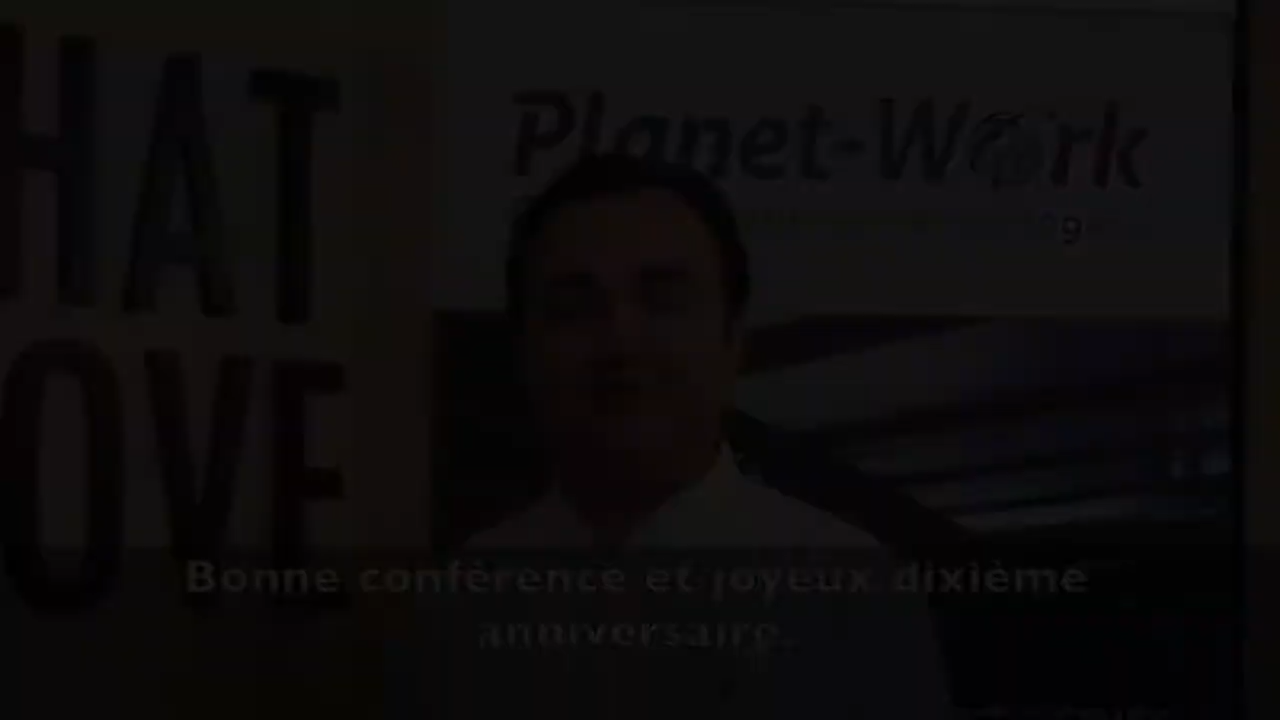 HAT
OVE
Planet-Work
Bonne conférence et joyeux dixième
anniversaire.